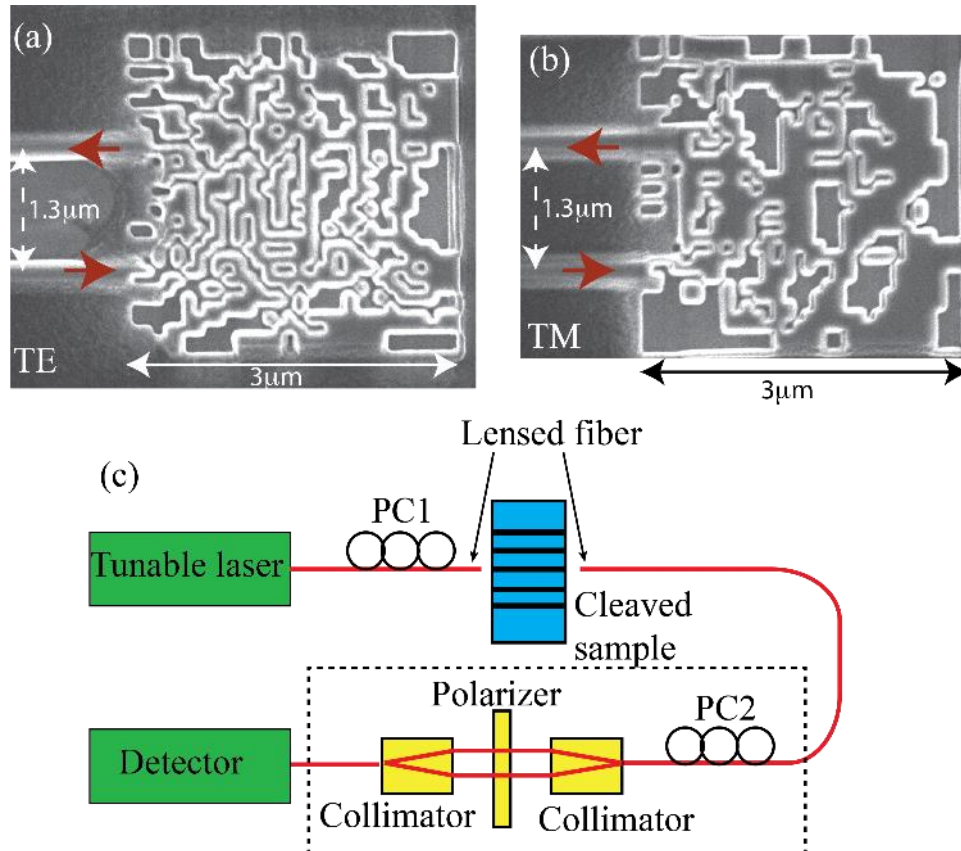 (a)
1.3μm
TE
3μm
(b)
1.3μm
TM
3μm
(c)
Lensed fiber
PC1
Tunable laser
Cleaved
sample
Polarizer
PC2
Detector
Collimator
Collimator